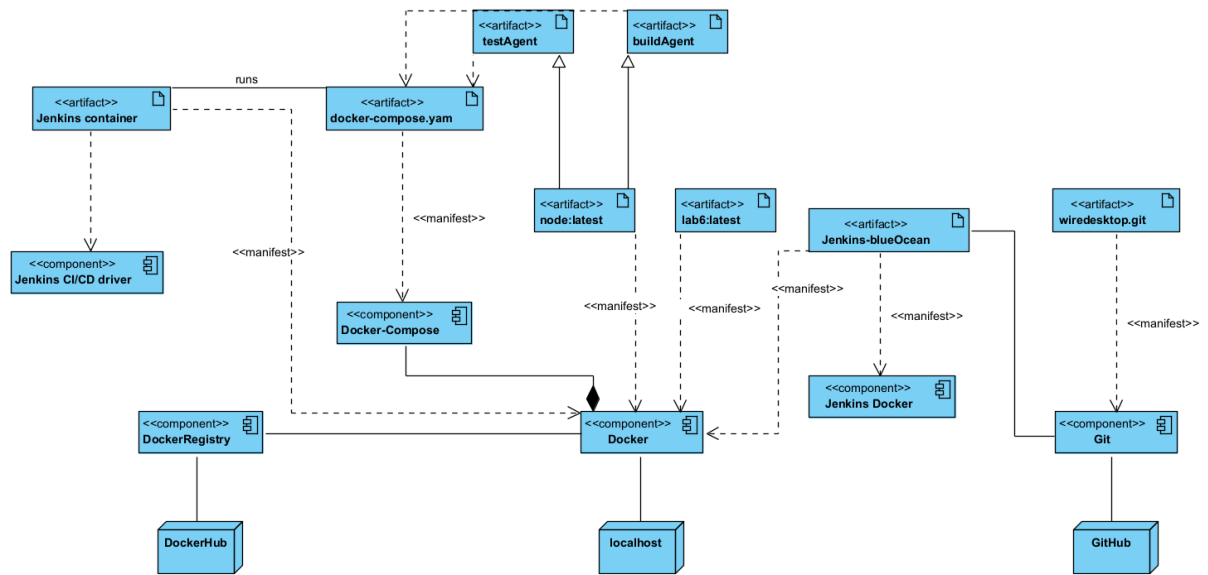 <<artifact>>
testAgent
<<artifact>>
buildAgent
runs
<<artifact>>
Jenkins container
<<artifact>>
docker-compose.yam
<<artifact>>
node:latest
<<artifact>>
lab6:latest
<<artifact>>
Jenkins-blueOcean
<<artifact>>
wiredesktop.git
<<manifest>>
<<manifest>>
<<component>>
Jenkins CI/CD driver
<<manifest>>
<<manifest>>
<<manifest>>
<<manifest>>
<<manifest>>
<<component>>
Docker-Compose
<<component>>
Jenkins Docker
<<component>>
DockerRegistry
<<component>>
Docker
<<component>>
Git
DockerHub
localhost
GitHub